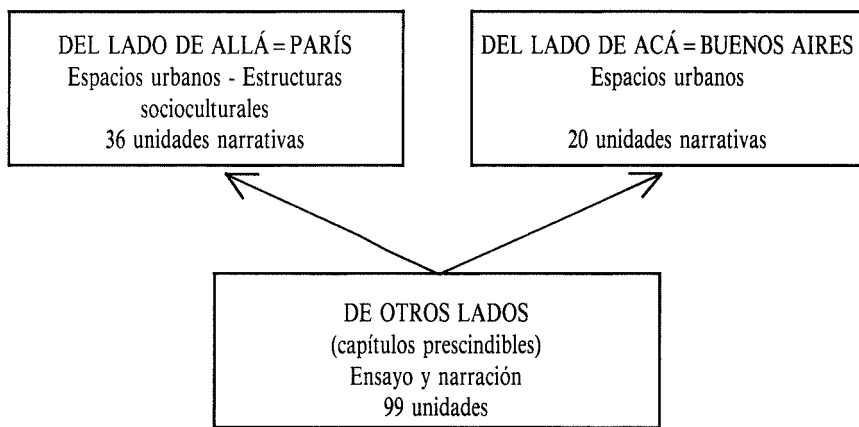 DEL LADO DE ALLÁ=PARÍS
Espacios urbanos - Estructuras
socioculturales
36 unidades narrativas
DEL LADO DE ACÁ=BUENOS AIRES
Espacios urbanos
20 unidades narrativas
DE OTROS LADOS
(capítulos prescindibles)
Ensayo y narración
99 unidades